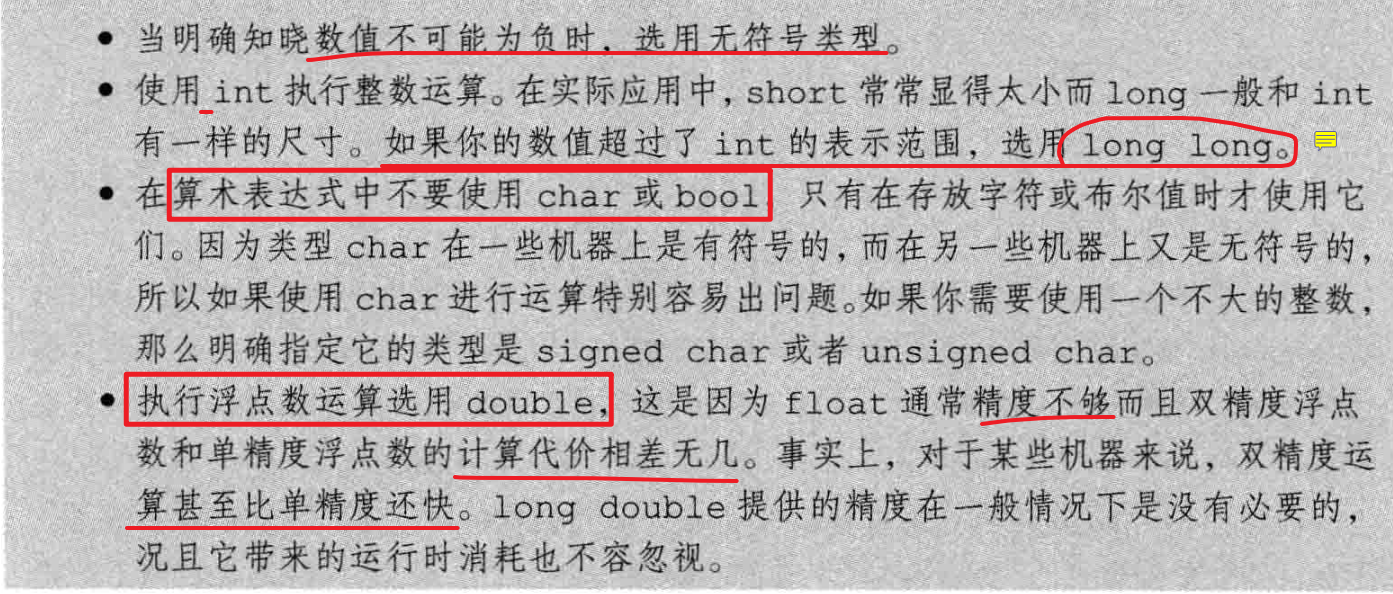 ● 当明确知晓数值不可能为负时，选用无符号类型。
● 使用 int 执行整数运算。在实际应用中，short 常常显得太小而 long 一般和 int
有一样的尺寸。如果你的数值超过了 int 的表示范围，选用 long long。
● 在算术表达式中不要使用 char 或 bool，只有在存放字符或布尔值时才使用它
们。因为类型 char 在一些机器上是有符号的，而在另一些机器上又是无符号的，
所以如果使用 char 进行运算特别容易出问题。如果你需要使用一个不大的整数，
那么明确指定它的类型是 signed char 或者 unsigned char。
● 执行浮点数运算选用 double，这是因为 float 通常精度不够而且双精度浮点
数和单精度浮点数的计算代价相差无几。事实上，对于某些机器来说，双精度运
算甚至比单精度还快。long double 提供的精度在一般情况下是没有必要的，
况且它带来的运行时消耗也不容忽视。